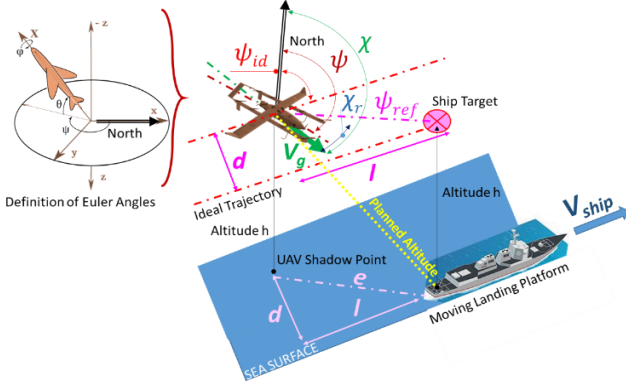 φ
X
- z
θ
ψ
x
North
y
z
Definition of Euler Angles
North
ψid
ψ
χ
χr
ψref
Ship Target
Vg
d
l
Ideal Trajectory
Altitude h
Altitude h
Planned Altitude
Vship
UAV Shadow Point
e
d
l
Moving Landing Platform
SEA SURFACE